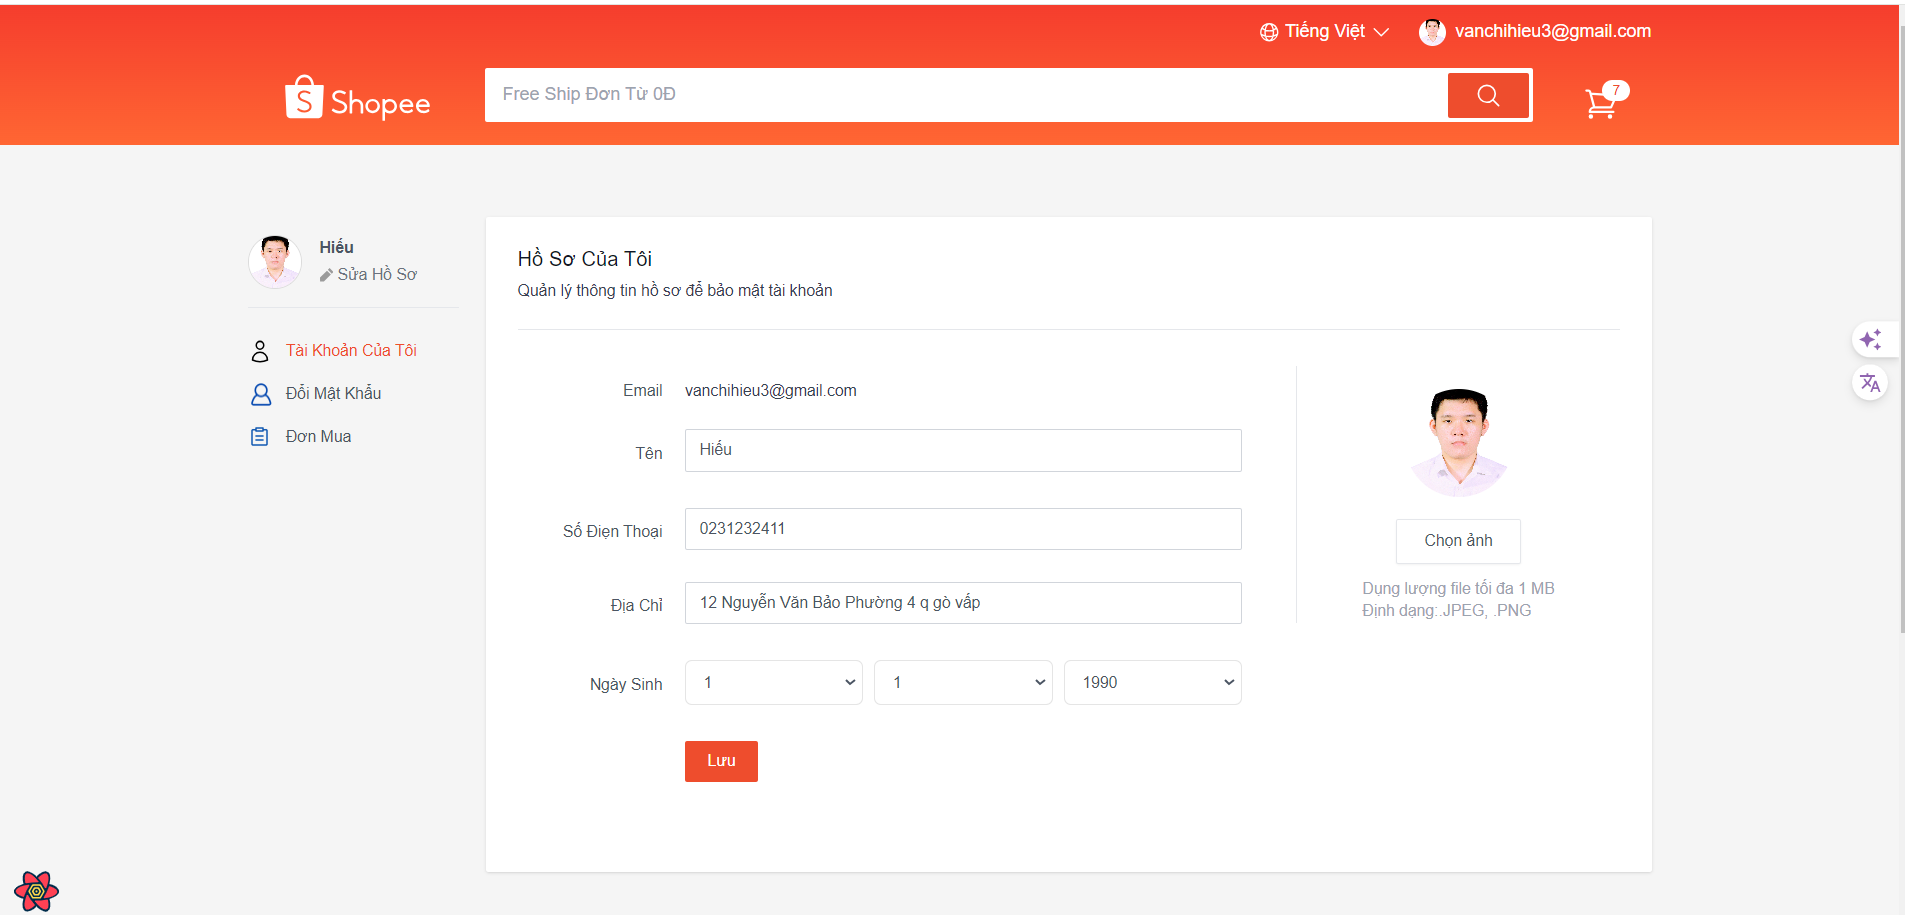 Tiếng Việt
vanchihieu3@gmail.com
Shopee
Free Ship Đơn Từ 0Đ
7
Hiếu
Sửa Hồ Sơ
Tài Khoản Của Tôi
Đổi Mật Khẩu
Đơn Mua
Hồ Sơ Của Tôi
Quản lý thông tin hồ sơ để bảo mật tài khoản
Email vanchihieu3@gmail.com
Tên Hiếu
Số Điện Thoại 0231232411
Địa Chỉ 12 Nguyễn Văn Bảo Phường 4 q gò vấp
Ngày Sinh 1 1 1990
Lưu
Chọn ảnh
Dụng lượng file tối đa 1 MB
Định dạng:.JPEG, .PNG